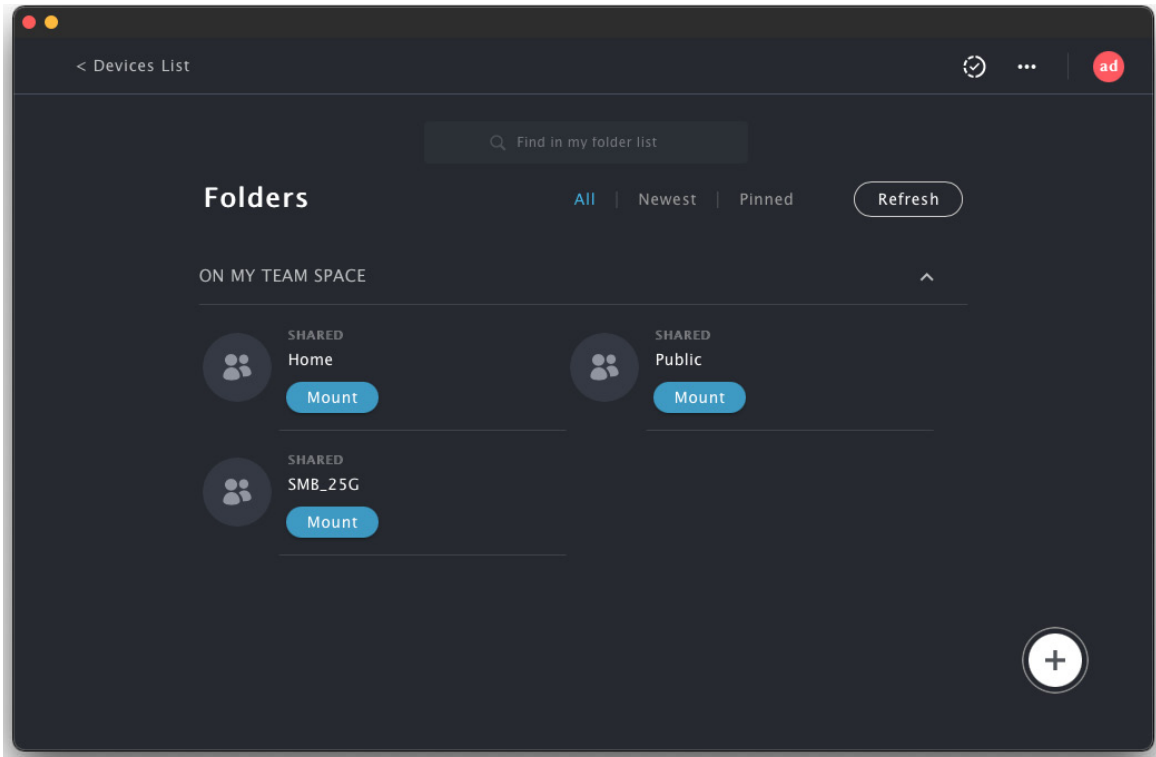 < Devices List
ad
Find in my folder list
Folders
All | Newest | Pinned
Refresh
ON MY TEAM SPACE
SHARED
Home
Mount
SHARED
Public
Mount
SHARED
SMB_25G
Mount